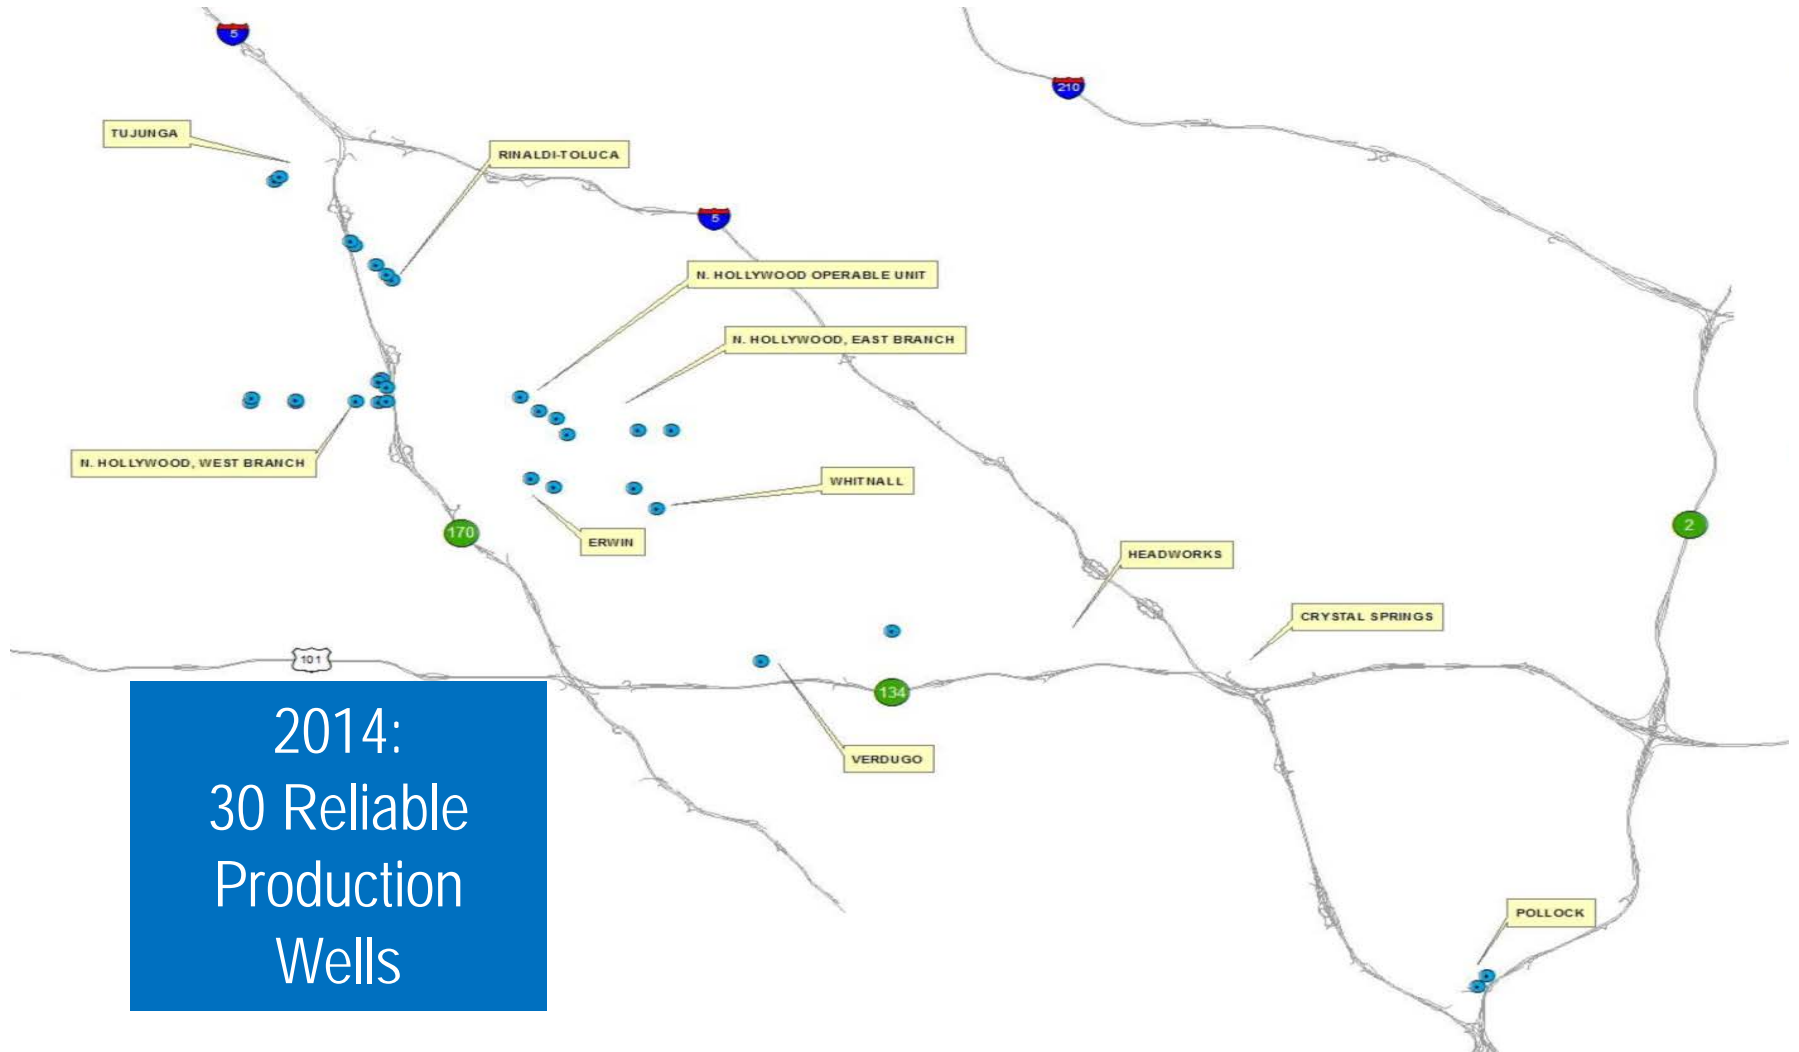 5
210
TUJUNGA
RINALDI-TOLUCA
5
N. HOLLYWOOD OPERABLE UNIT
N. HOLLYWOOD, EAST BRANCH
N. HOLLYWOOD, WEST BRANCH
WHITNALL
170
2
ERWIN
HEADWORKS
CRYSTAL SPRINGS
101
134
VERDUGO
2014:
30 Reliable
Production
Wells
POLLOCK